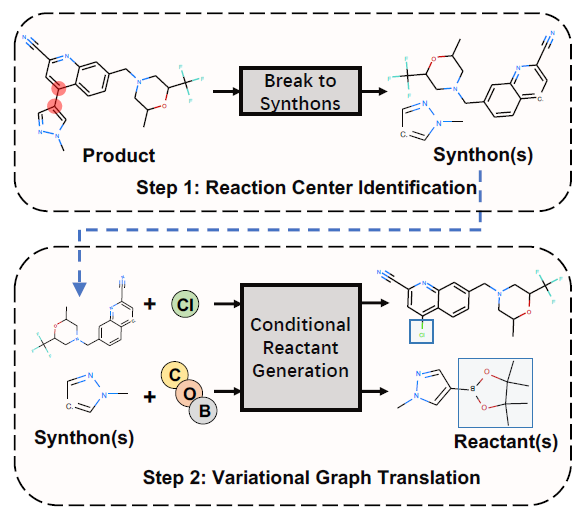 Break to
Synthons
Product
Synthon(s)
Step 1: Reaction Center Identification
Cl
C
O
B
Conditional
Reactant
Generation
Synthon(s)
Reactant(s)
Step 2: Variational Graph Translation